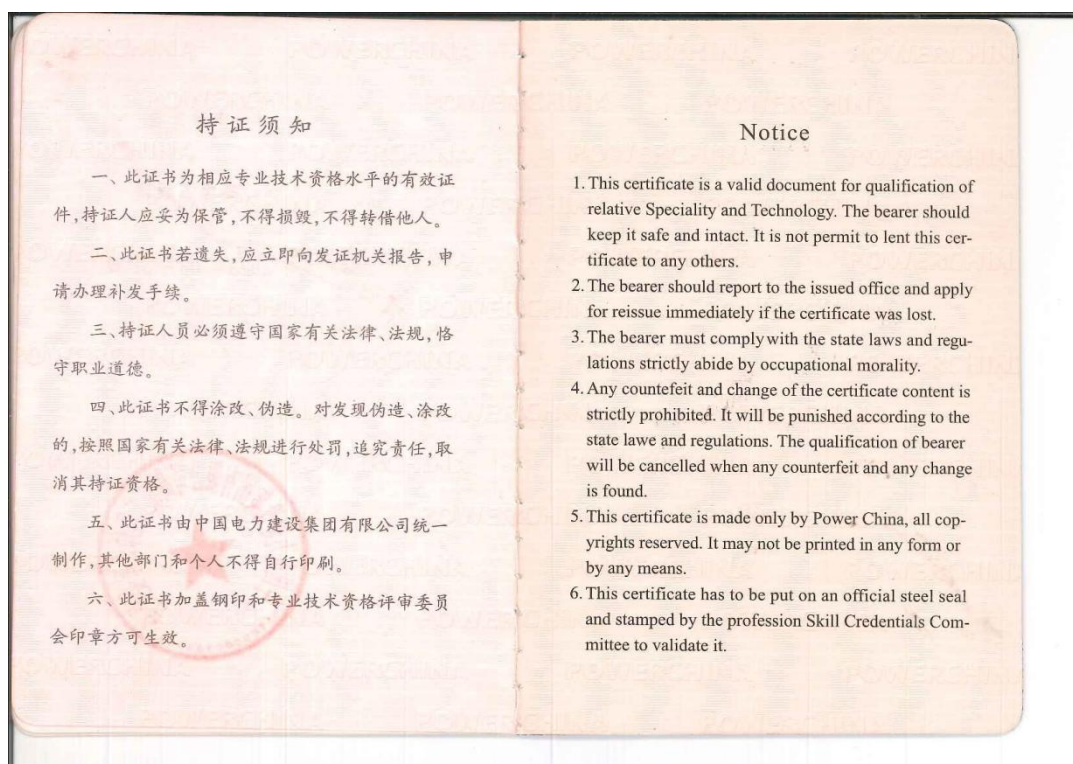 持证须知
一、此证书为相应专业技术资格水平的有效证
件,持证人应妥为保管,不得损毁,不得转借他人。
二、此证书若遗失,应立即向发证机关报告,申
请办理补发手续。
三、持证人员必须遵守国家有关法律、法规,恪
守职业道德。
四、此证书不得涂改、伪造。对发现伪造、涂改
的,按照国家有关法律、法规进行处罚,追究责任,取
消其持证资格。
五、此证书由中国电力建设集团有限公司统一
制作,其他部门和个人不得自行印刷。
六、此证书加盖钢印和专业技术资格评审委员
会印章方可生效。
Notice
1. This certificate is a valid document for qualification of
relative Speciality and Technology. The bearer should
keep it safe and intact. It is not permit to lent this cer-
tificate to any others.
2. The bearer should report to the issued office and apply
for reissue immediately if the certificate was lost.
3. The bearer must comply with the state laws and regu-
lations strictly abide by occupational morality.
4. Any countefeit and change of the certificate content is
strictly prohibited. It will be punished according to the
state lawe and regulations. The qualification of bearer
will be cancelled when any counterfeit and any change
is found.
5. This certificate is made only by Power China, all cop-
yrights reserved. It may not be printed in any form or
by any means.
6. This certificate has to be put on an official steel seal
and stamped by the profession Skill Credentials Com-
mittee to validate it.